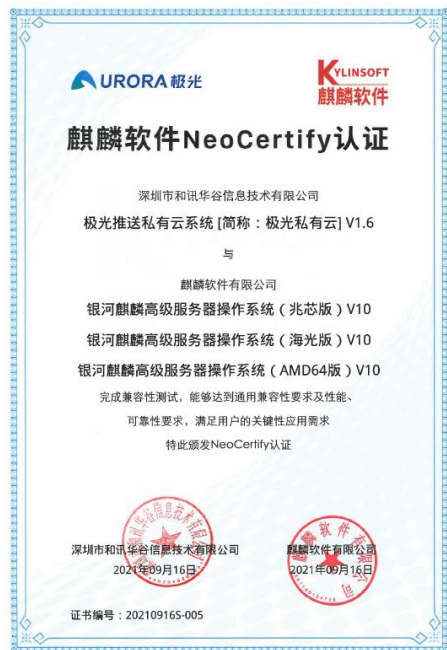 AURORA极光
KYLINSOFT
麒麟软件
麒麟软件NeoCertify认证
深圳市和讯华谷信息技术有限公司
极光推送私有云系统 [简称：极光私有云] V1.6
与
麒麟软件有限公司
银河麒麟高级服务器操作系统（兆芯版）V10
银河麒麟高级服务器操作系统（海光版）V10
银河麒麟高级服务器操作系统（AMD64版）V10
完成兼容性测试，能够达到通用兼容性要求及性能、
可靠性要求，满足用户的关键性应用需求
特此颁发NeoCertify认证
深圳市和讯华谷信息技术有限公司
麒麟软件有限公司
2021年09月16日
2021年09月16日
证书编号：20210916S-005